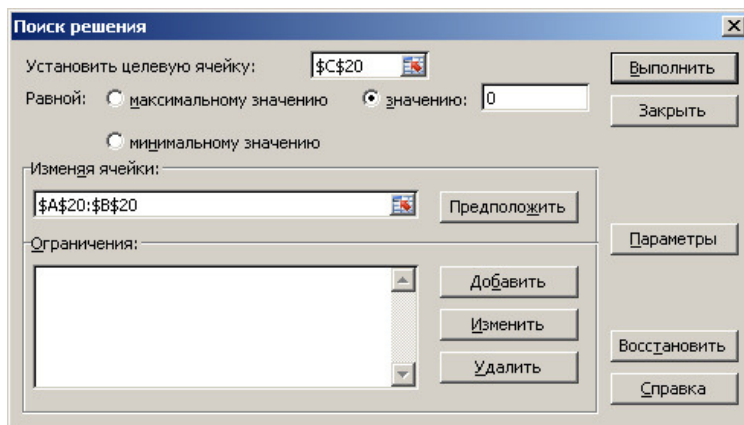 Поиск решения
Установить целевую ячейку: $C$20 Выполнить
Равной: максимальному значению значению: 0 Закрыть
минимальному значению
Изменяя ячейки:
$A$20:$B$20 Предположить
Ограничения: Параметры
Добавить
Изменить
Удалить Восстановить
Справка